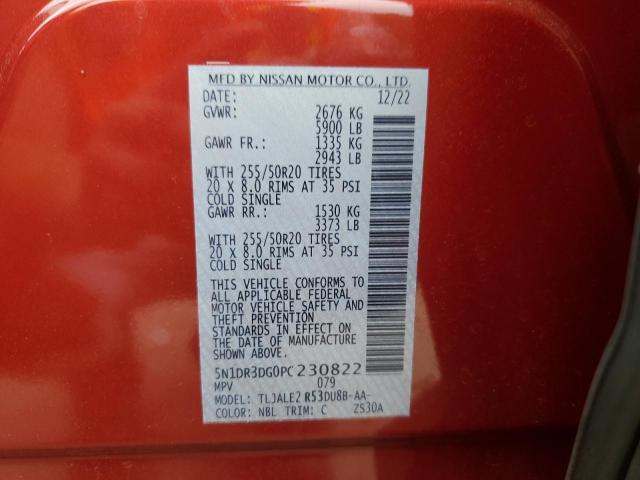 MFD BY NISSAN MOTOR CO., LTD.
DATE: 12/22
GVWR: 2676 KG
5900 LB
GAWR FR.: 1335 KG
2943 LB
WITH 255/50R20 TIRES
20 X 8.0 RIMS AT 35 PSI
COLD SINGLE
GAWR RR.: 1530 KG
3373 LB
WITH 255/50R20 TIRES
20 X 8.0 RIMS AT 35 PSI
COLD SINGLE
THIS VEHICLE CONFORMS TO
ALL APPLICABLE FEDERAL
MOTOR VEHICLE SAFETY AND
THEFT PREVENTION
STANDARDS IN EFFECT ON
THE DATE OF MANUFACTURE
SHOWN ABOVE.
5N1DR3DG0PC230822
MPV 079
MODEL: TLJALE2 R53DU8B-AA-
COLOR: NBL TRIM: C ZS30A